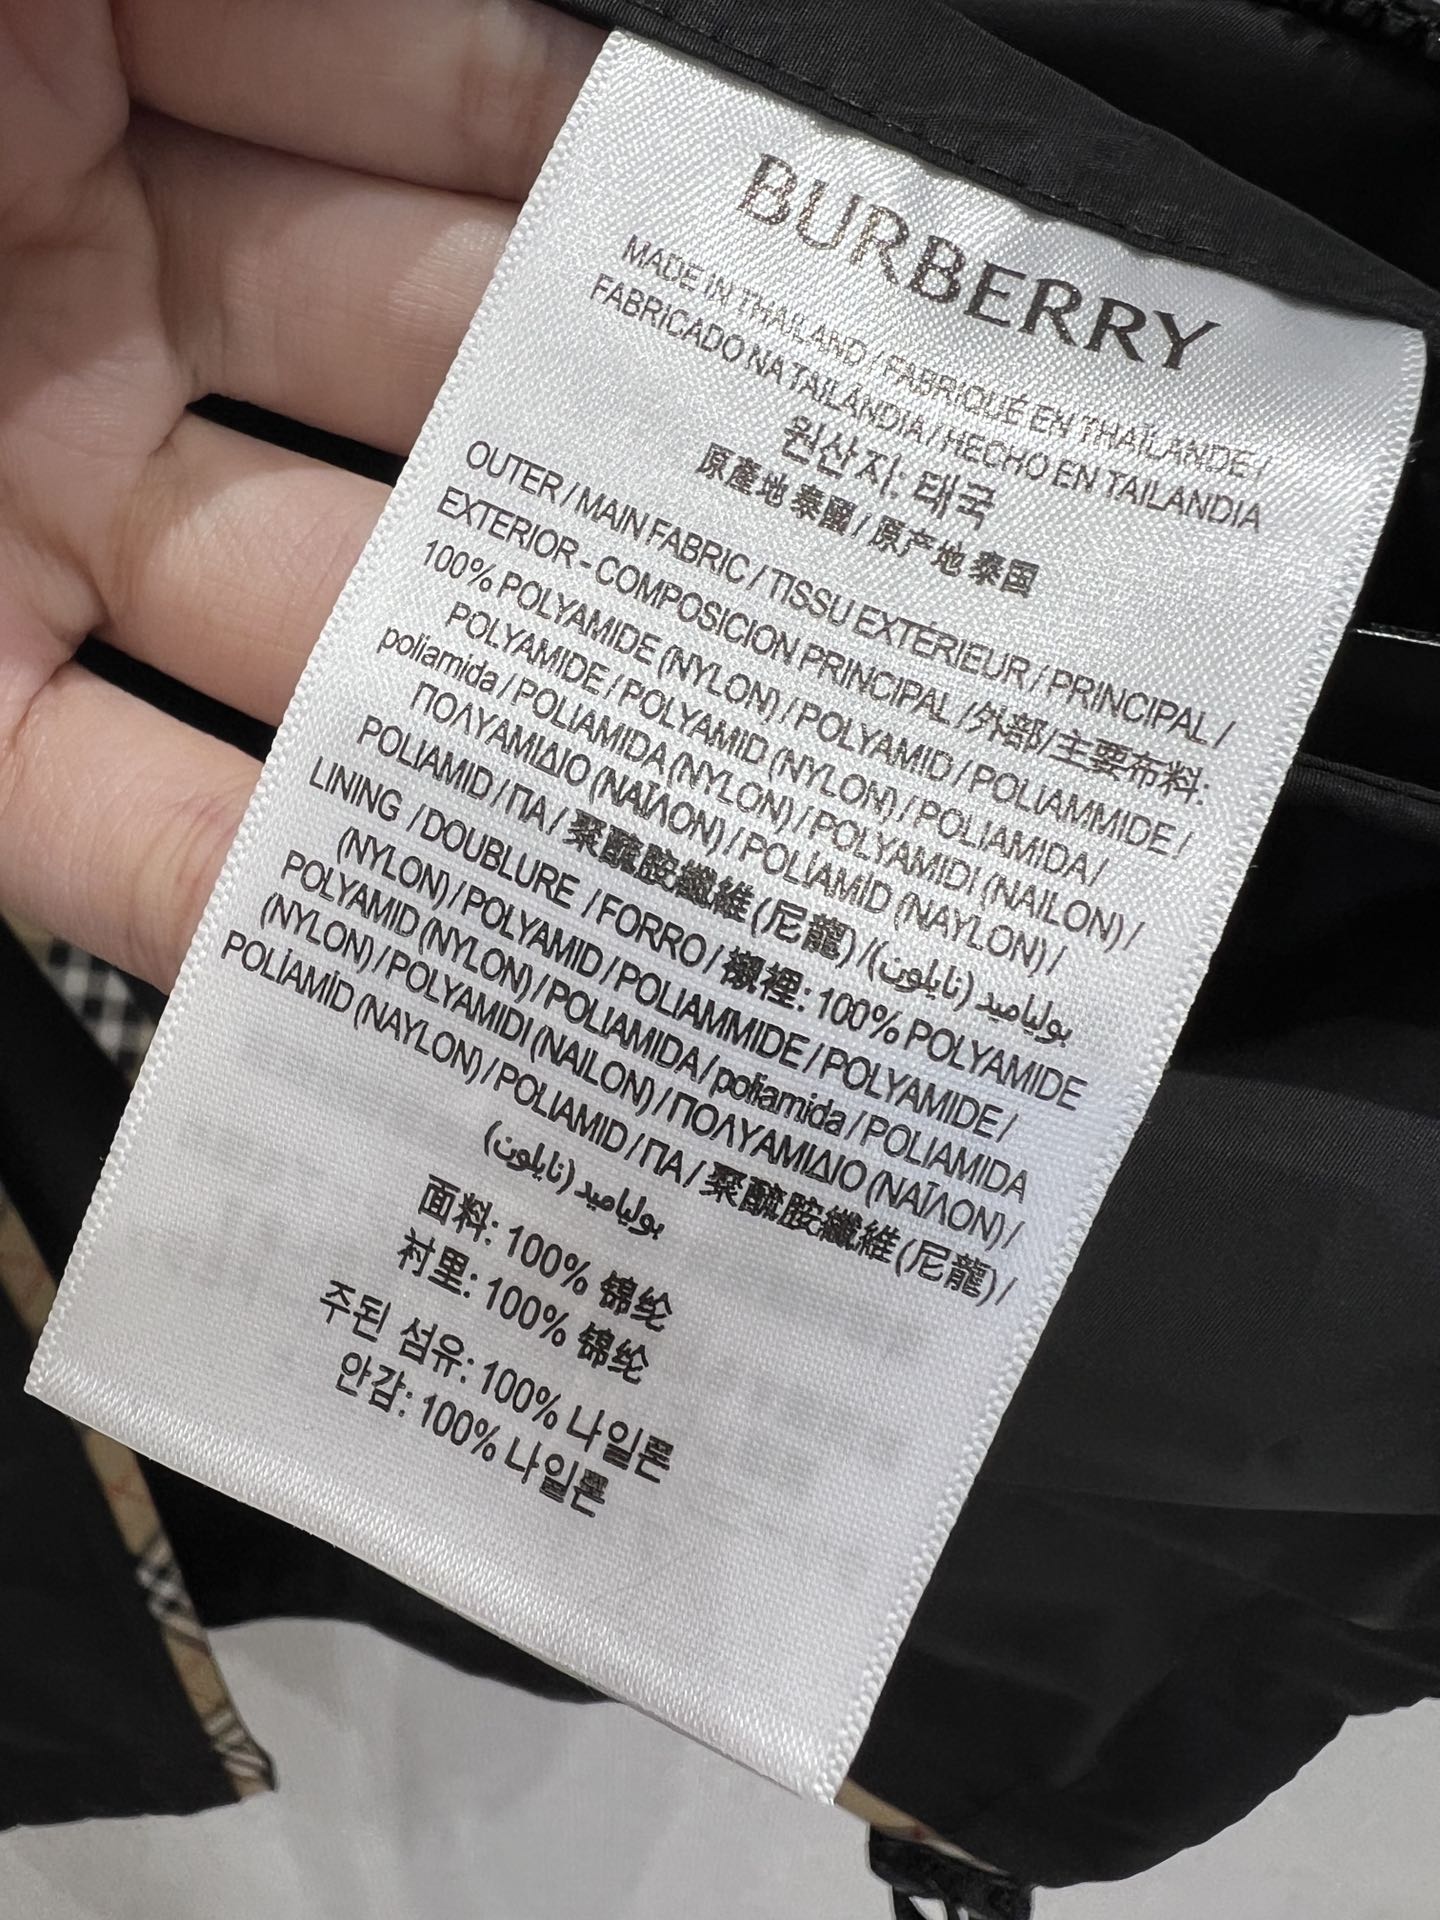 BURBERRY
MADE IN THAILAND / FABRIQUÉ EN THAÏLANDE /
FABRICADO NA TAILANDIA / HECHO EN TAILANDIA
원산지: 태국
原產地 泰國 / 原产地 泰国
OUTER / MAIN FABRIC / TISSU EXTÉRIEUR / PRINCIPAL /
EXTERIOR - COMPOSICION PRINCIPAL / 外部/主要布料:
100% POLYAMIDE (NYLON) / POLYAMID / POLIAMMIDE /
POLYAMIDE / POLYAMID (NYLON) / POLIAMIDA /
poliamida / POLIAMIDA (NYLON) / POLYAMIDI (NAILON) /
ΠΟΛΥΑΜΙΔΙΟ (ΝΑΪΛΟΝ) / POLİAMİD (NAYLON) /
POLIAMID / ПА / 聚醯胺纖維 (尼龍) / بولياميد (نايلون)
LINING / DOUBLURE / FORRO / 襯裡: 100% POLYAMIDE
(NYLON) / POLYAMID / POLIAMMIDE / POLYAMIDE /
POLYAMID (NYLON) / POLIAMIDA / poliamida / POLIAMIDA
(NYLON) / POLYAMIDI (NAILON) / ΠΟΛΥΑΜΙΔΙΟ (ΝΑΪΛΟΝ) /
POLİAMİD (NAYLON) / POLIAMID / ПА / 聚醯胺纖維 (尼龍) /
بولياميد (نايلون)
面料: 100% 锦纶
衬里: 100% 锦纶
주된 섬유: 100% 나일론
안감: 100% 나일론